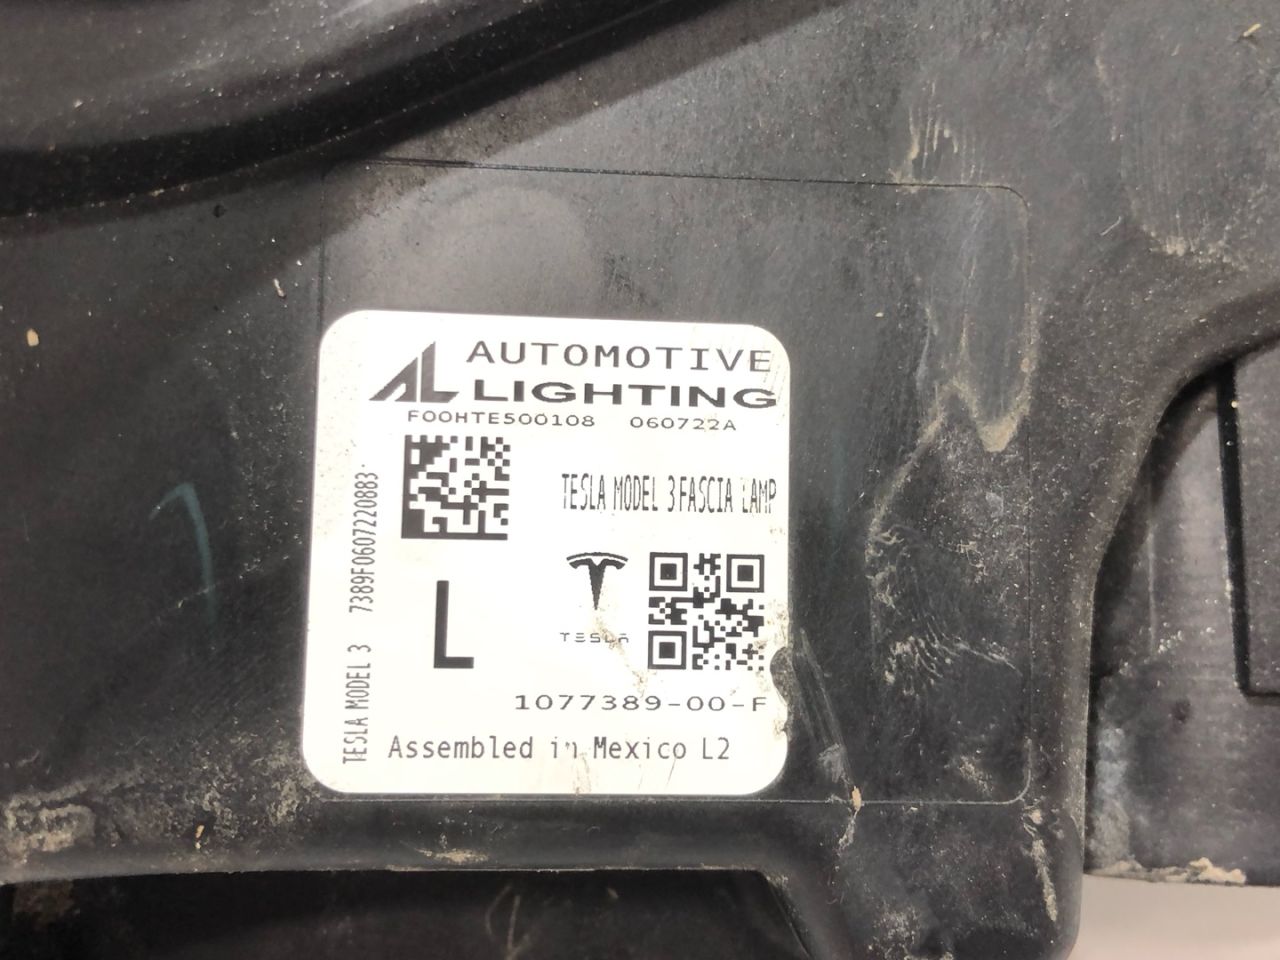 AL AUTOMOTIVE
LIGHTING
F00HTE500108 060722A
TESLA MODEL 3 FASCIA LAMP
TESLA MODEL 3 7389F0607220883
L
TESLA
1077389-00-F
Assembled in Mexico L2